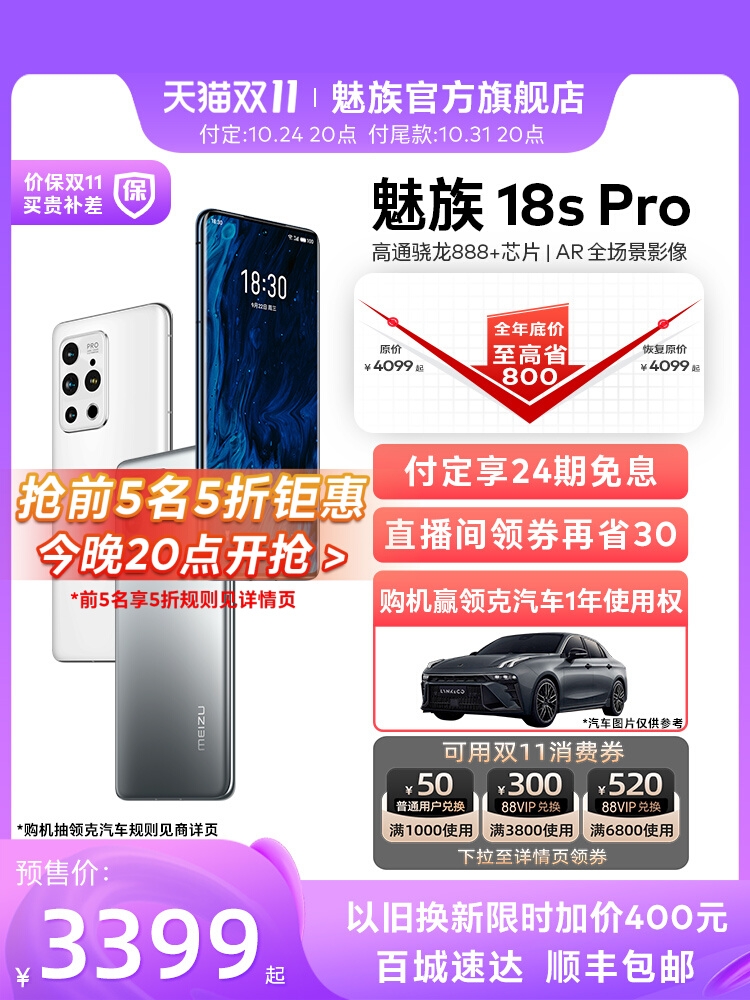 天猫双11 | 魅族官方旗舰店
付定:10.24 20点 付尾款:10.31 20点
价保双11
买贵补差
保
魅族 18s Pro
高通骁龙888+芯片 | AR 全场景影像
全年底价
至高省
800
原价
¥4099起
恢复原价
¥4099起
PRO
18:30
100
18:30
9月22日 周三
付定享24期免息
抢前5名5折钜惠
今晚20点开抢 >
*前5名享5折规则见详情页
直播间领券再省30
购机赢领克汽车1年使用权
LYNK&CO
*汽车图片仅供参考
MEIZU
可用双11消费券
¥50
普通用户兑换
满1000使用
¥300
88VIP兑换
满3800使用
¥520
88VIP兑换
满6800使用
下拉至详情页领券
*购机抽领克汽车规则见商详页
预售价:
¥3399起
以旧换新限时加价400元
百城速达 顺丰包邮